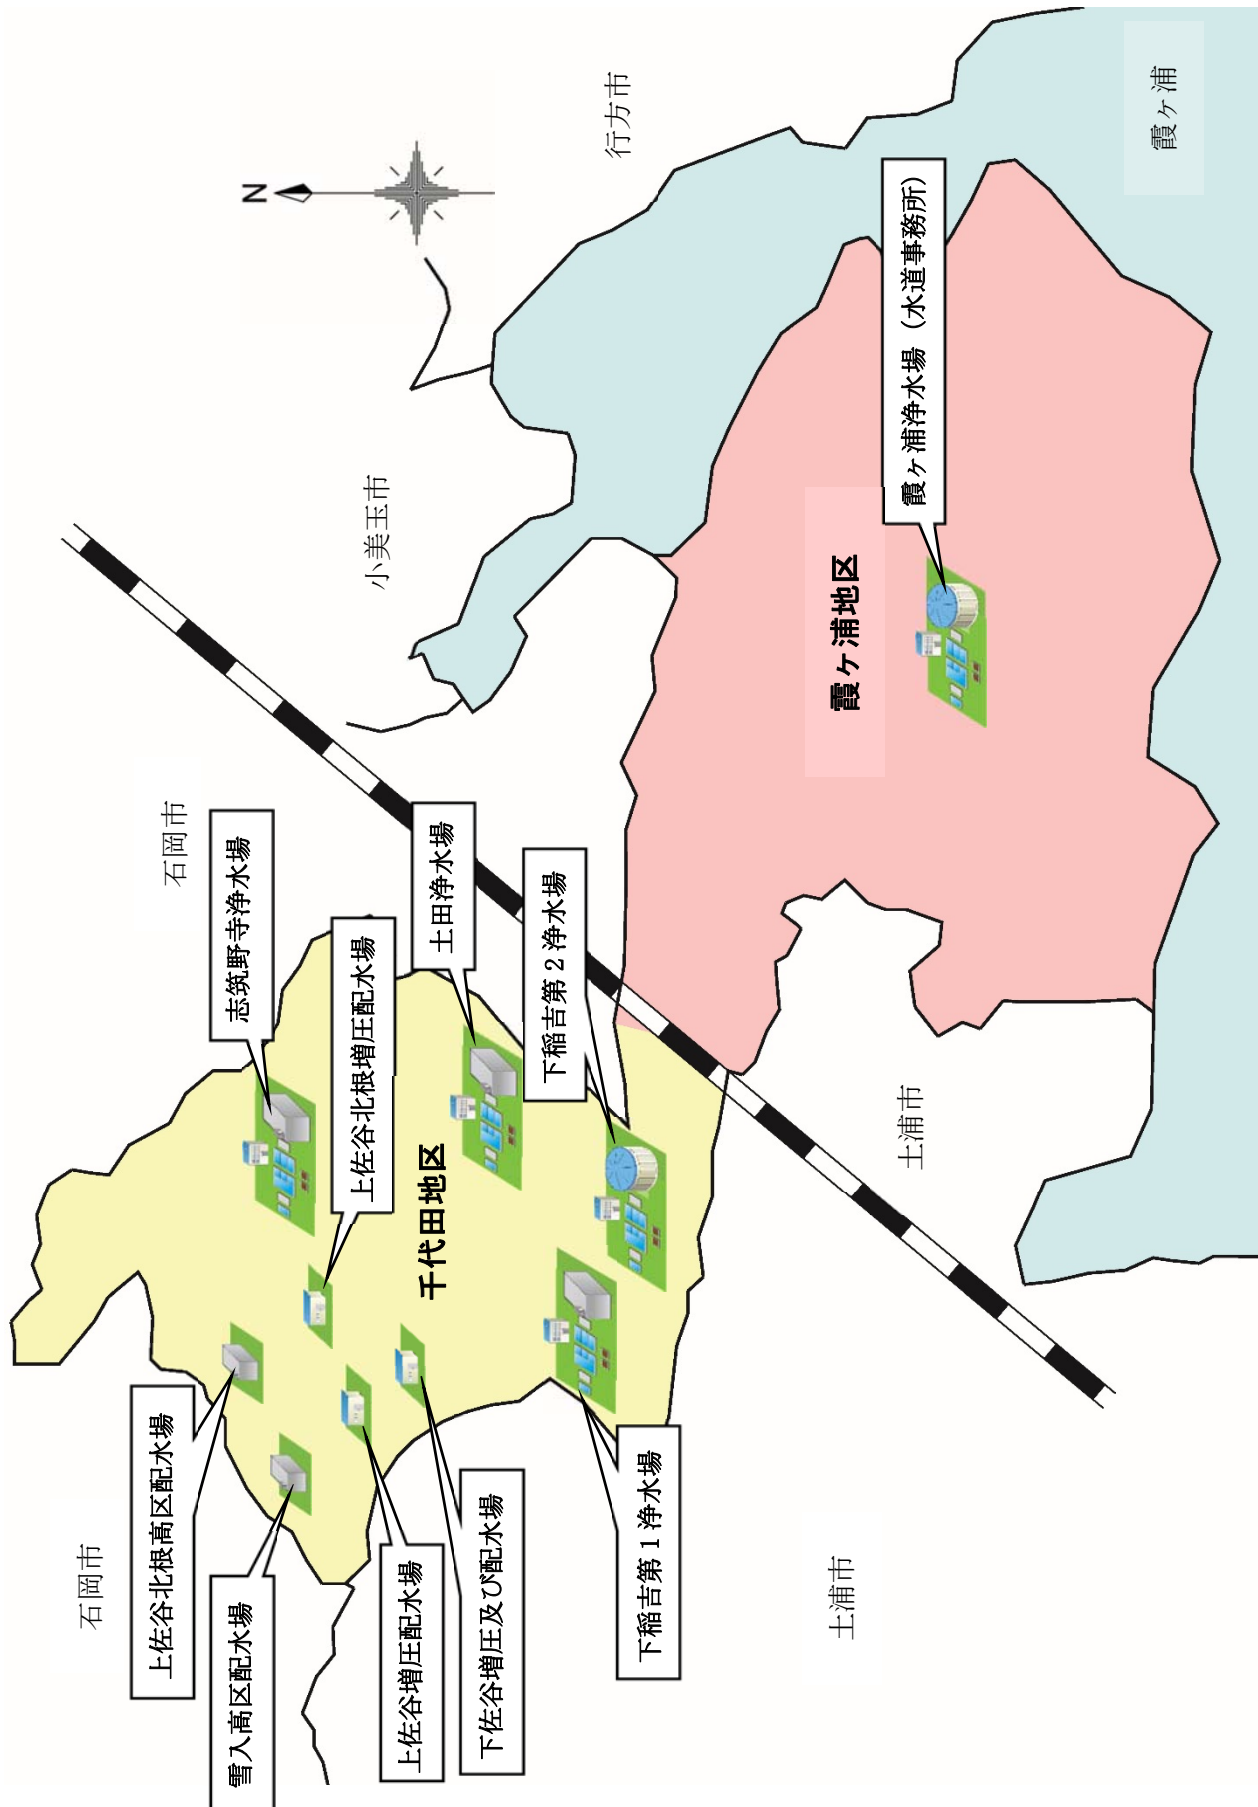 石岡市
上佐谷北根高区配水場
石岡市
雪入高区配水場
志筑野寺浄水場
N
上佐谷北根増圧配水場
小美玉市
上佐谷増圧配水場
千代田地区
土田浄水場
下佐谷増圧及び配水場
下稲吉第２浄水場
行方市
下稲吉第１浄水場
土浦市
霞ヶ浦地区
土浦市
霞ヶ浦浄水場（水道事務所）
霞ヶ浦